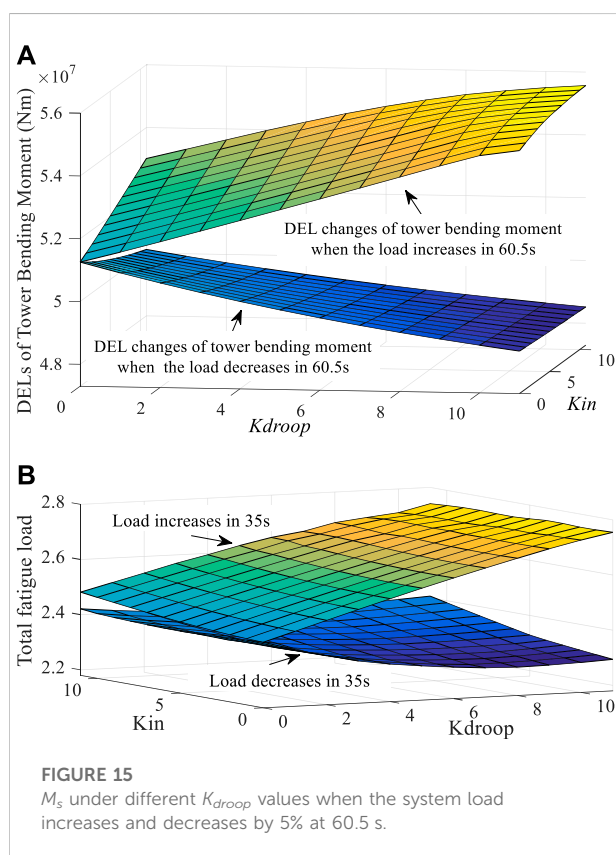 A
×10⁷
DELs of Tower Bending Moment (Nm)
5.6
5.4
5.2
5
4.8
DEL changes of tower bending moment
when the load increases in 60.5s
DEL changes of tower bending moment
when the load decreases in 60.5s
0
2
4
6
8
10
Kdroop
0
5
10
Kin
B
Total fatigue load
2.8
2.6
2.4
2.2
Load increases in 35s
Load decreases in 35s
10
5
0
Kin
0
2
4
6
8
10
Kdroop
FIGURE 15
Ms under different Kdroop values when the system load
increases and decreases by 5% at 60.5 s.